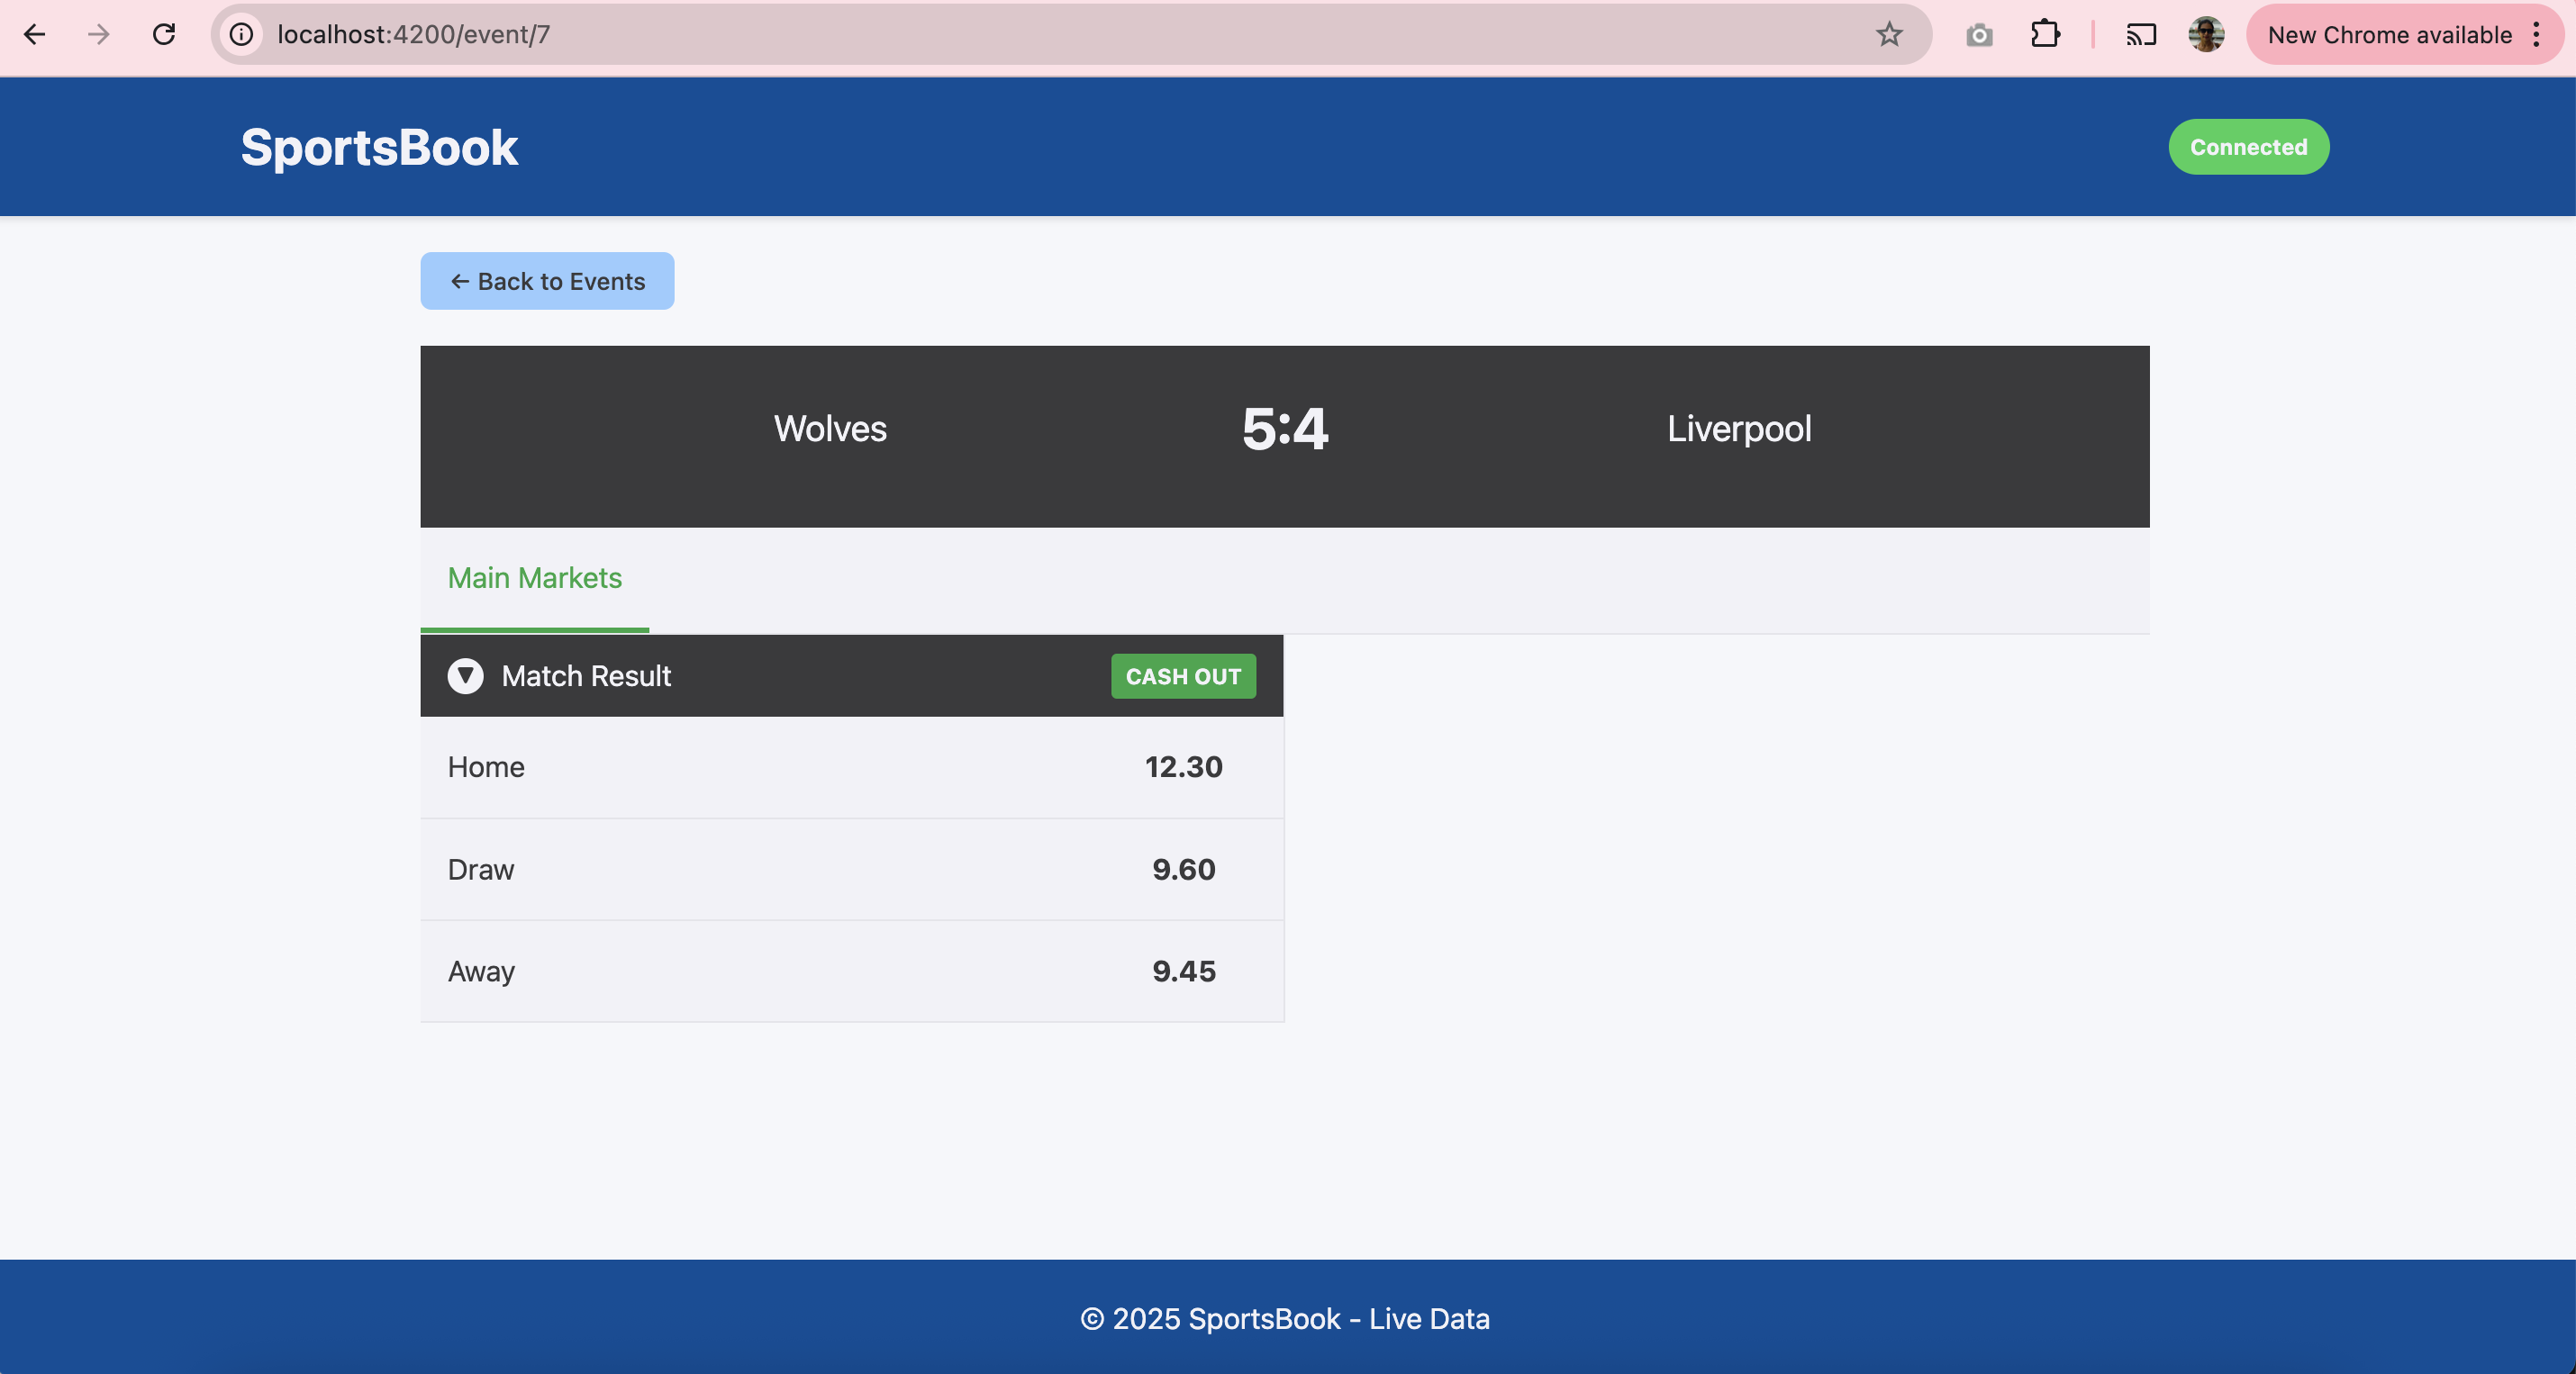 localhost:4200/event/7
New Chrome available
SportsBook
Connected
← Back to Events
Wolves 5:4 Liverpool
Main Markets
Match Result CASH OUT
Home 12.30
Draw 9.60
Away 9.45
© 2025 SportsBook - Live Data